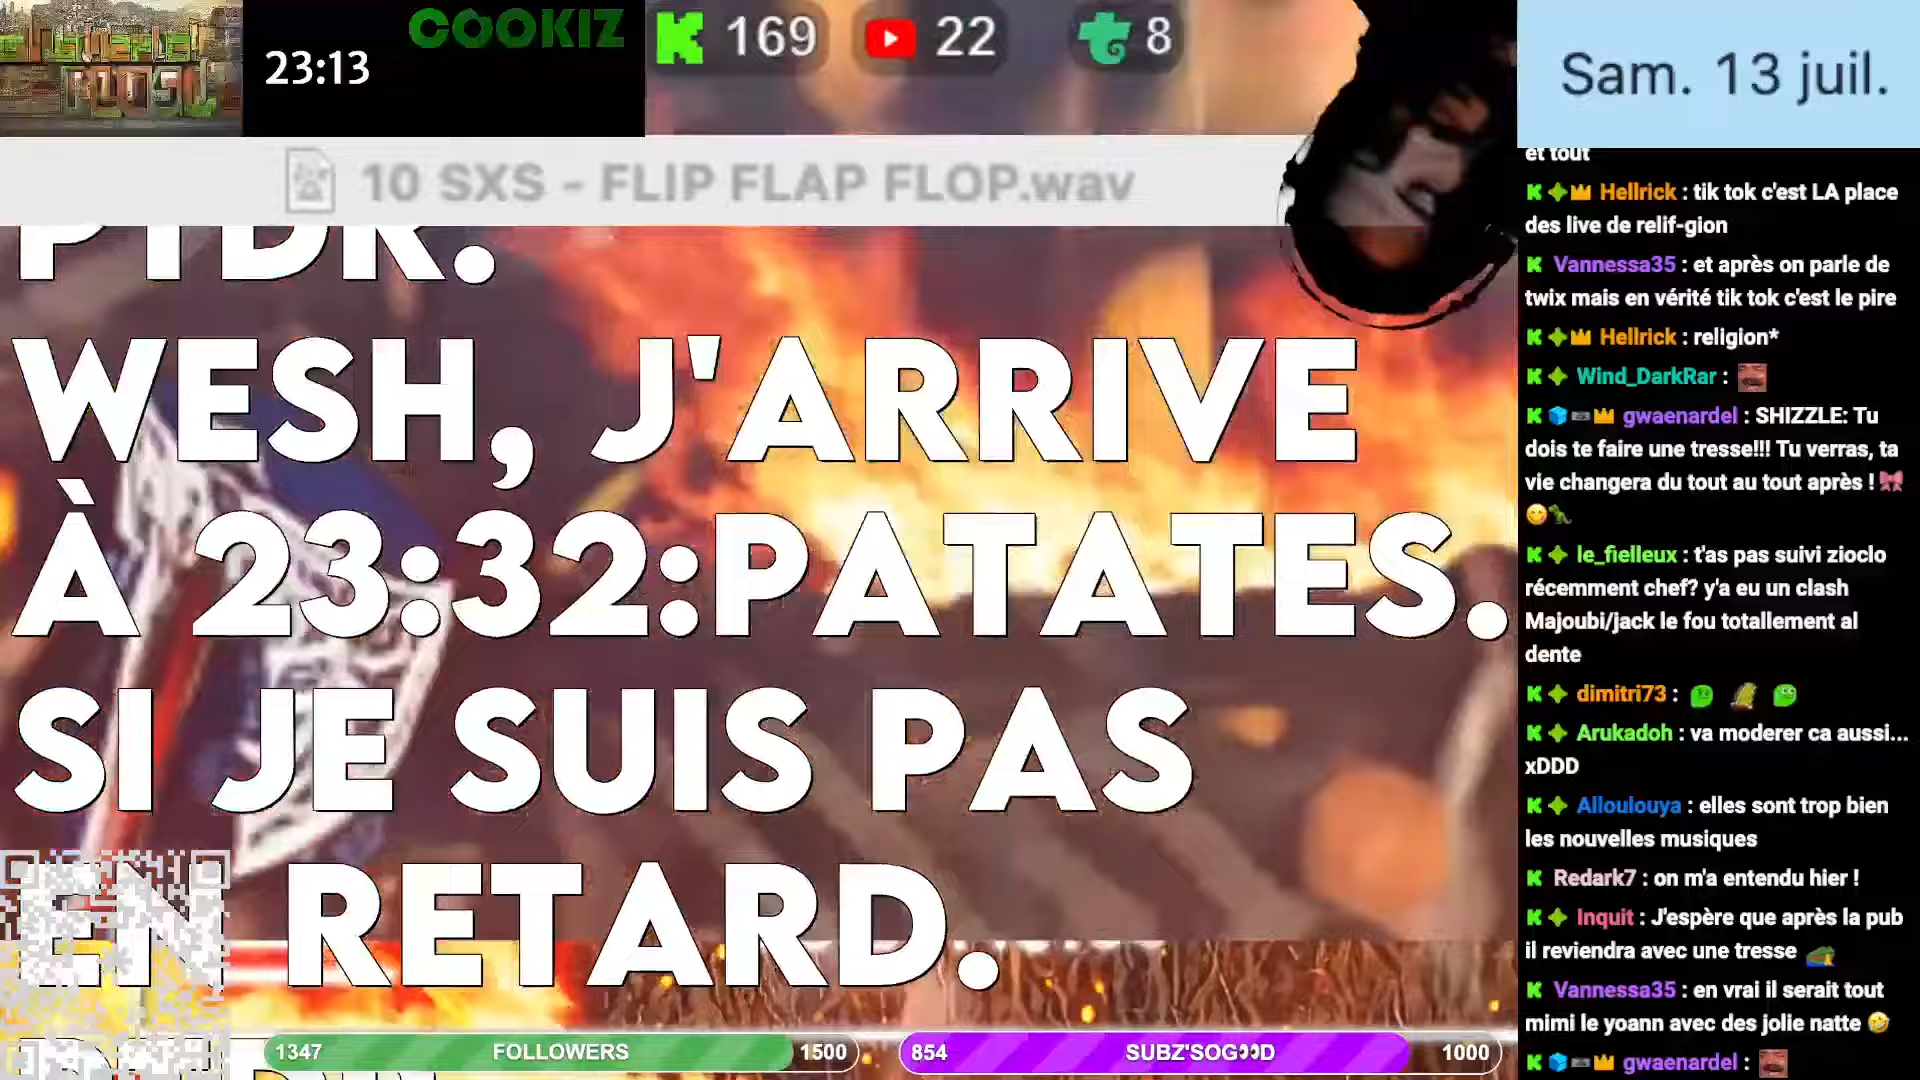 23:13
COOKIZ
169
22
8
Sam. 13 juil.
10 SXS - FLIP FLAP FLOP.wav
PTDR.
WESH, J'ARRIVE
À 23:32:PATATES.
SI JE SUIS PAS
EN RETARD.
1347 FOLLOWERS 1500
854 SUBZ'SOG👀D 1000
et tout
Hellrick : tik tok c'est LA place
des live de relif-gion
Vannessa35 : et après on parle de
twix mais en vérité tik tok c'est le pire
Hellrick : religion*
Wind_DarkRar :
gwaenardel : SHIZZLE: Tu
dois te faire une tresse!!! Tu verras, ta
vie changera du tout au tout après ! 🎀
😊🦖
le_fielleux : t'as pas suivi zioclo
récemment chef? y'a eu un clash
Majoubi/jack le fou totallement al
dente
dimitri73 :
Arukadoh : va moderer ca aussi...
xDDD
Alloulouya : elles sont trop bien
les nouvelles musiques
Redark7 : on m'a entendu hier !
Inquit : J'espère que après la pub
il reviendra avec une tresse
Vannessa35 : en vrai il serait tout
mimi le yoann avec des jolie natte 🤣
gwaenardel :